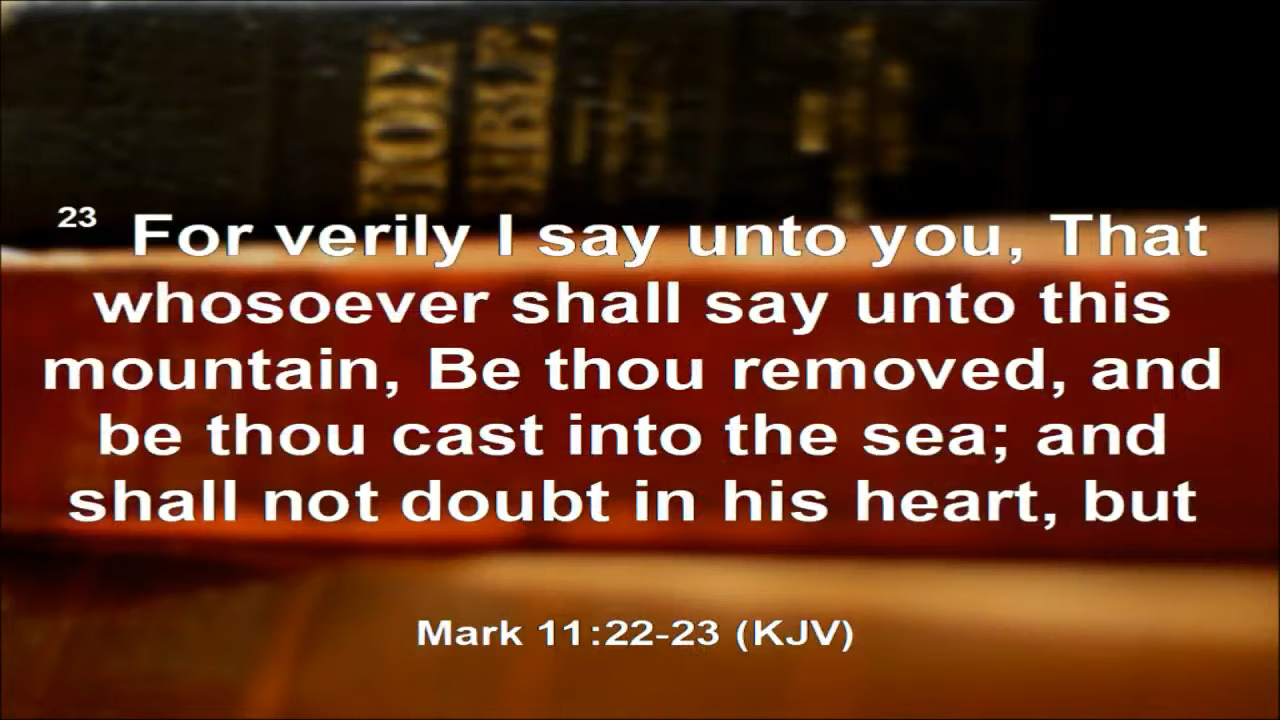 23 For verily I say unto you, That
whosoever shall say unto this
mountain, Be thou removed, and
be thou cast into the sea; and
shall not doubt in his heart, but
Mark 11:22-23 (KJV)